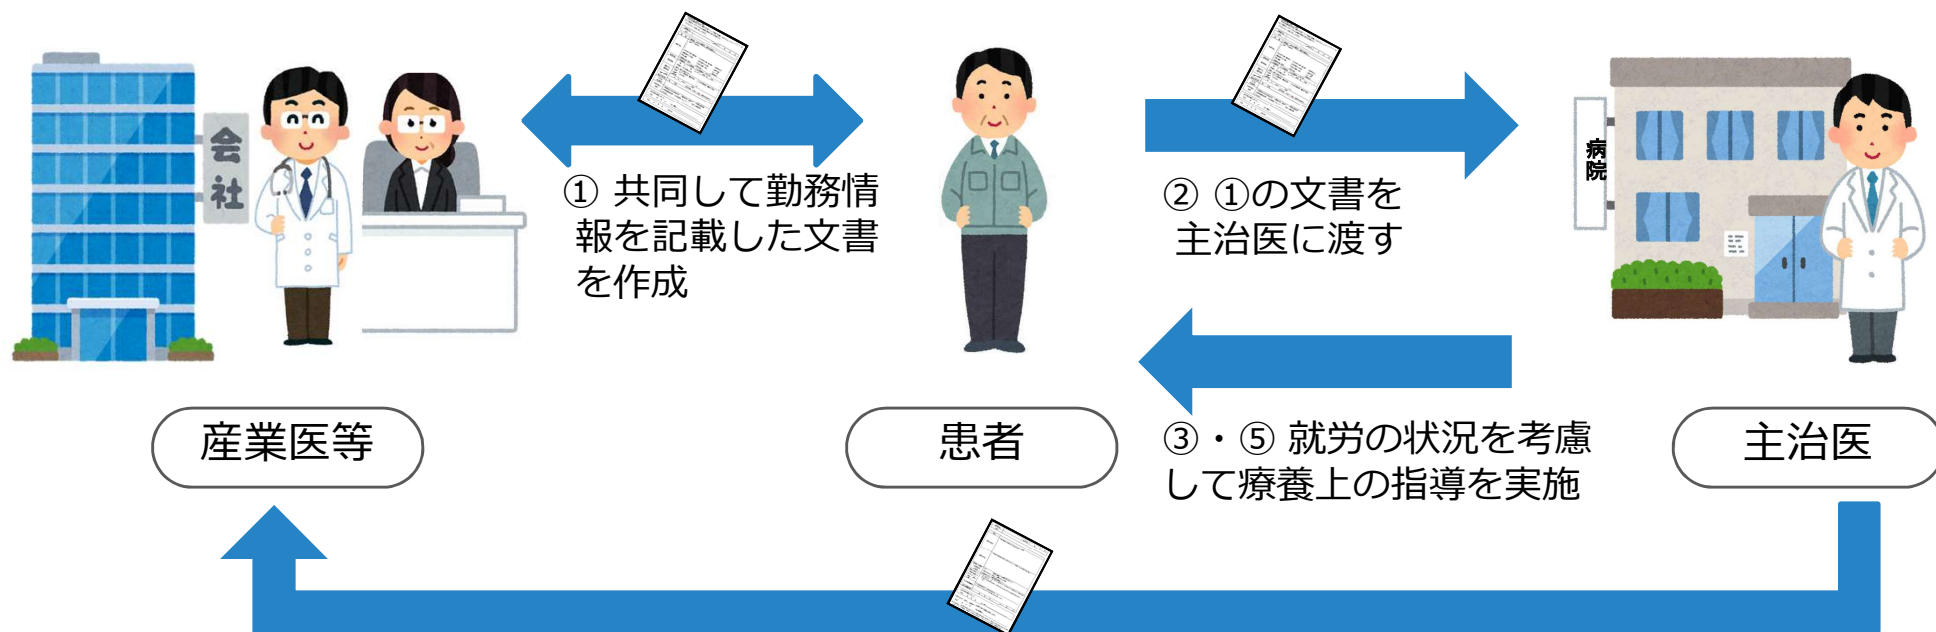 会社
① 共同して勤務情
報を記載した文書
を作成
② ①の文書を
主治医に渡す
病院
③・⑤ 就労の状況を考慮
して療養上の指導を実施
産業医等
患者
主治医